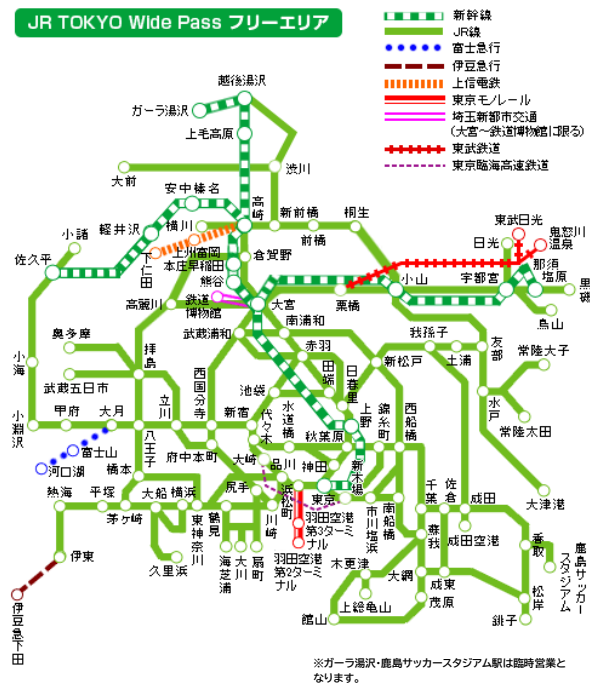 JR TOKYO Wide Pass フリーエリア
新幹線
JR線
富士急行
伊豆急行
上信電鉄
東京モノレール
埼玉新都市交通
(大宮～鉄道博物館に限る)
東武鉄道
東京臨海高速鉄道
越後湯沢
ガーラ湯沢
上毛高原
渋川
大前
安中榛名
高崎
新前橋
桐生
前橋
東武日光
鬼怒川
温泉
日光
那須
塩原
小諸
軽井沢
横川
佐久平
下仁田
上州富岡
本庄早稲田
倉賀野
熊谷
小山
宇都宮
黒磯
栗橋
高麗川
鉄道
博物館
大宮
烏山
奥多摩
武蔵浦和
南浦和
我孫子
友部
小海
拝島
赤羽
新松戸
土浦
常陸大子
武蔵五日市
西国分寺
池袋
田端
日暮里
水戸
小淵沢
甲府
大月
立川
新宿
代々木
水道橋
秋葉原
上野
錦糸町
西船橋
常陸太田
富士山
八王子
府中本町
河口湖
橋本
大崎
品川
神田
新木場
千葉
佐倉
成田
大津港
熱海
平塚
大船
横浜
尻手
浜松町
東京
茅ヶ崎
東神奈川
鶴見
川崎
羽田空港
第3ターミ
ナル
市川塩浜
南船橋
蘇我
成田空港
香取
鹿島サッカー
スタジアム
伊東
久里浜
海芝浦
大川
扇町
羽田空港
第2ターミ
ナル
木更津
大網
成東
松岸
伊豆急下田
上総亀山
茂原
館山
銚子
※ガーラ湯沢・鹿島サッカースタジアム駅は臨時営業と
なります。